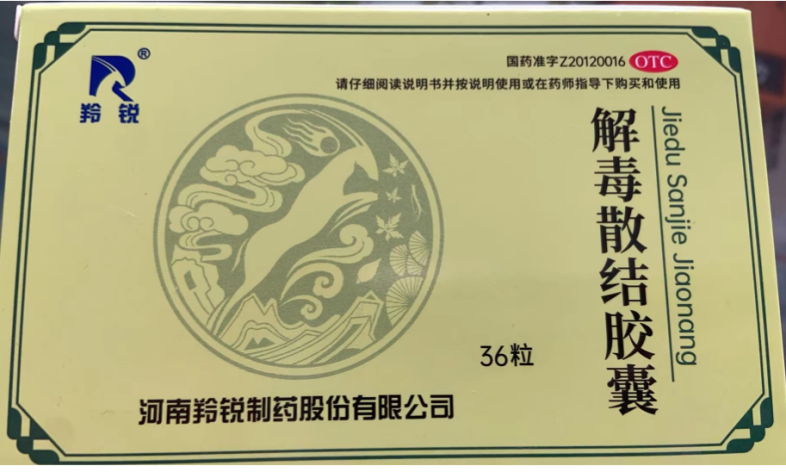 羚锐
®
国药准字Z20120016 OTC
请仔细阅读说明书并按说明使用或在药师指导下购买和使用
解毒散结胶囊
Jiedu Sanjie Jiaonang
36粒
河南羚锐制药股份有限公司